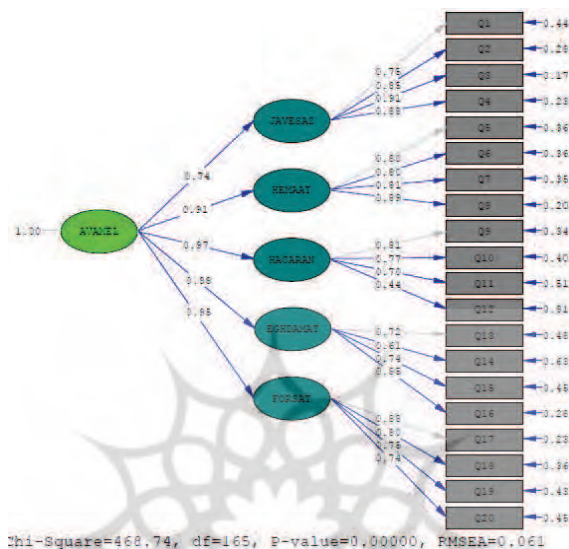 Q1 0.44
Q2 0.28
0.75
0.85 Q3 0.17
0.91
0.88 Q4 0.23
JAVESAZ
Q5 0.36
0.74 Q6 0.36
0.80
0.80
0.81 Q7 0.35
HEMAAT 0.89
0.91 Q8 0.20
1.00 AVAMEL Q9 0.34
0.81
0.97 0.77 Q10 0.40
0.70
0.44 Q11 0.51
Q12 0.81
0.72 Q13 0.48
EGHDAMAT 0.61
0.74 Q14 0.63
0.85
0.95 Q15 0.45
FORSAT Q16 0.28
0.88 Q17 0.23
0.80
0.75 Q18 0.36
0.74
Q19 0.43
Q20 0.45
Chi-Square=468.74, df=165, P-value=0.00000, RMSEA=0.061